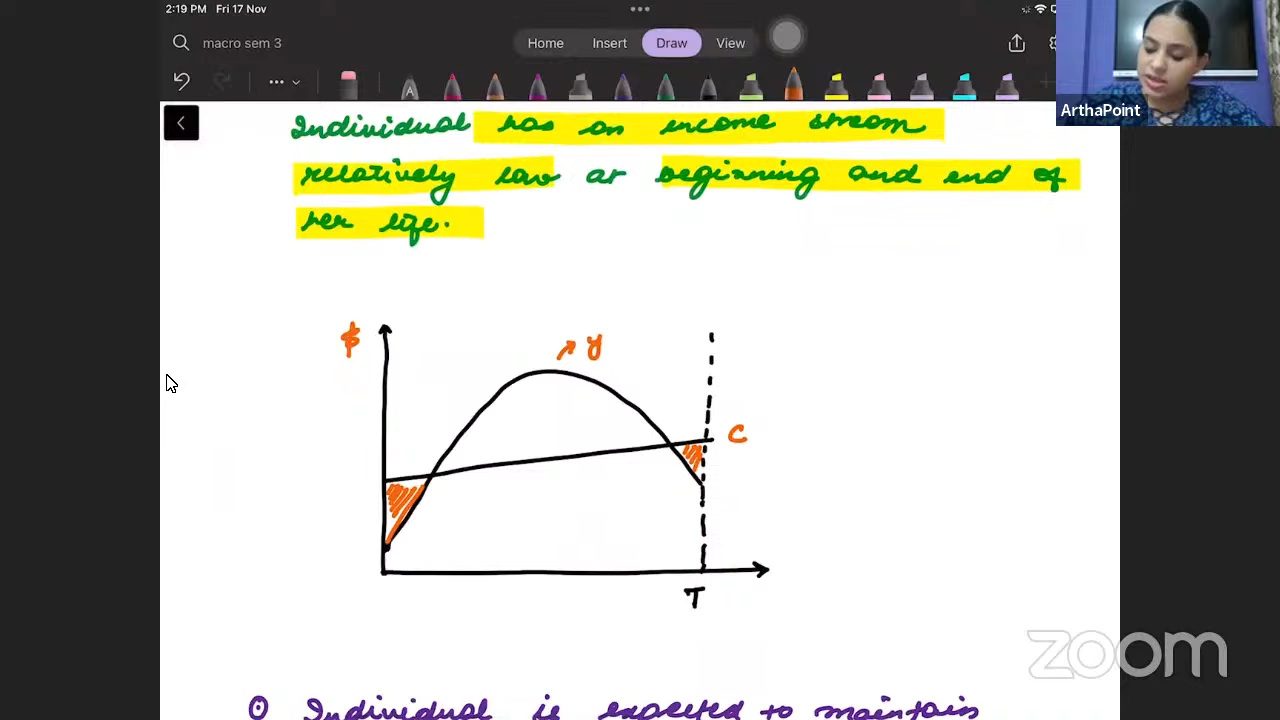 2:19 PM Fri 17 Nov
macro sem 3
Home Insert Draw View
A
ArthaPoint
Individual has an income stream
relatively low at beginning and end of
her life.
$
y
C
T
zoom
Individual is expected to maintain